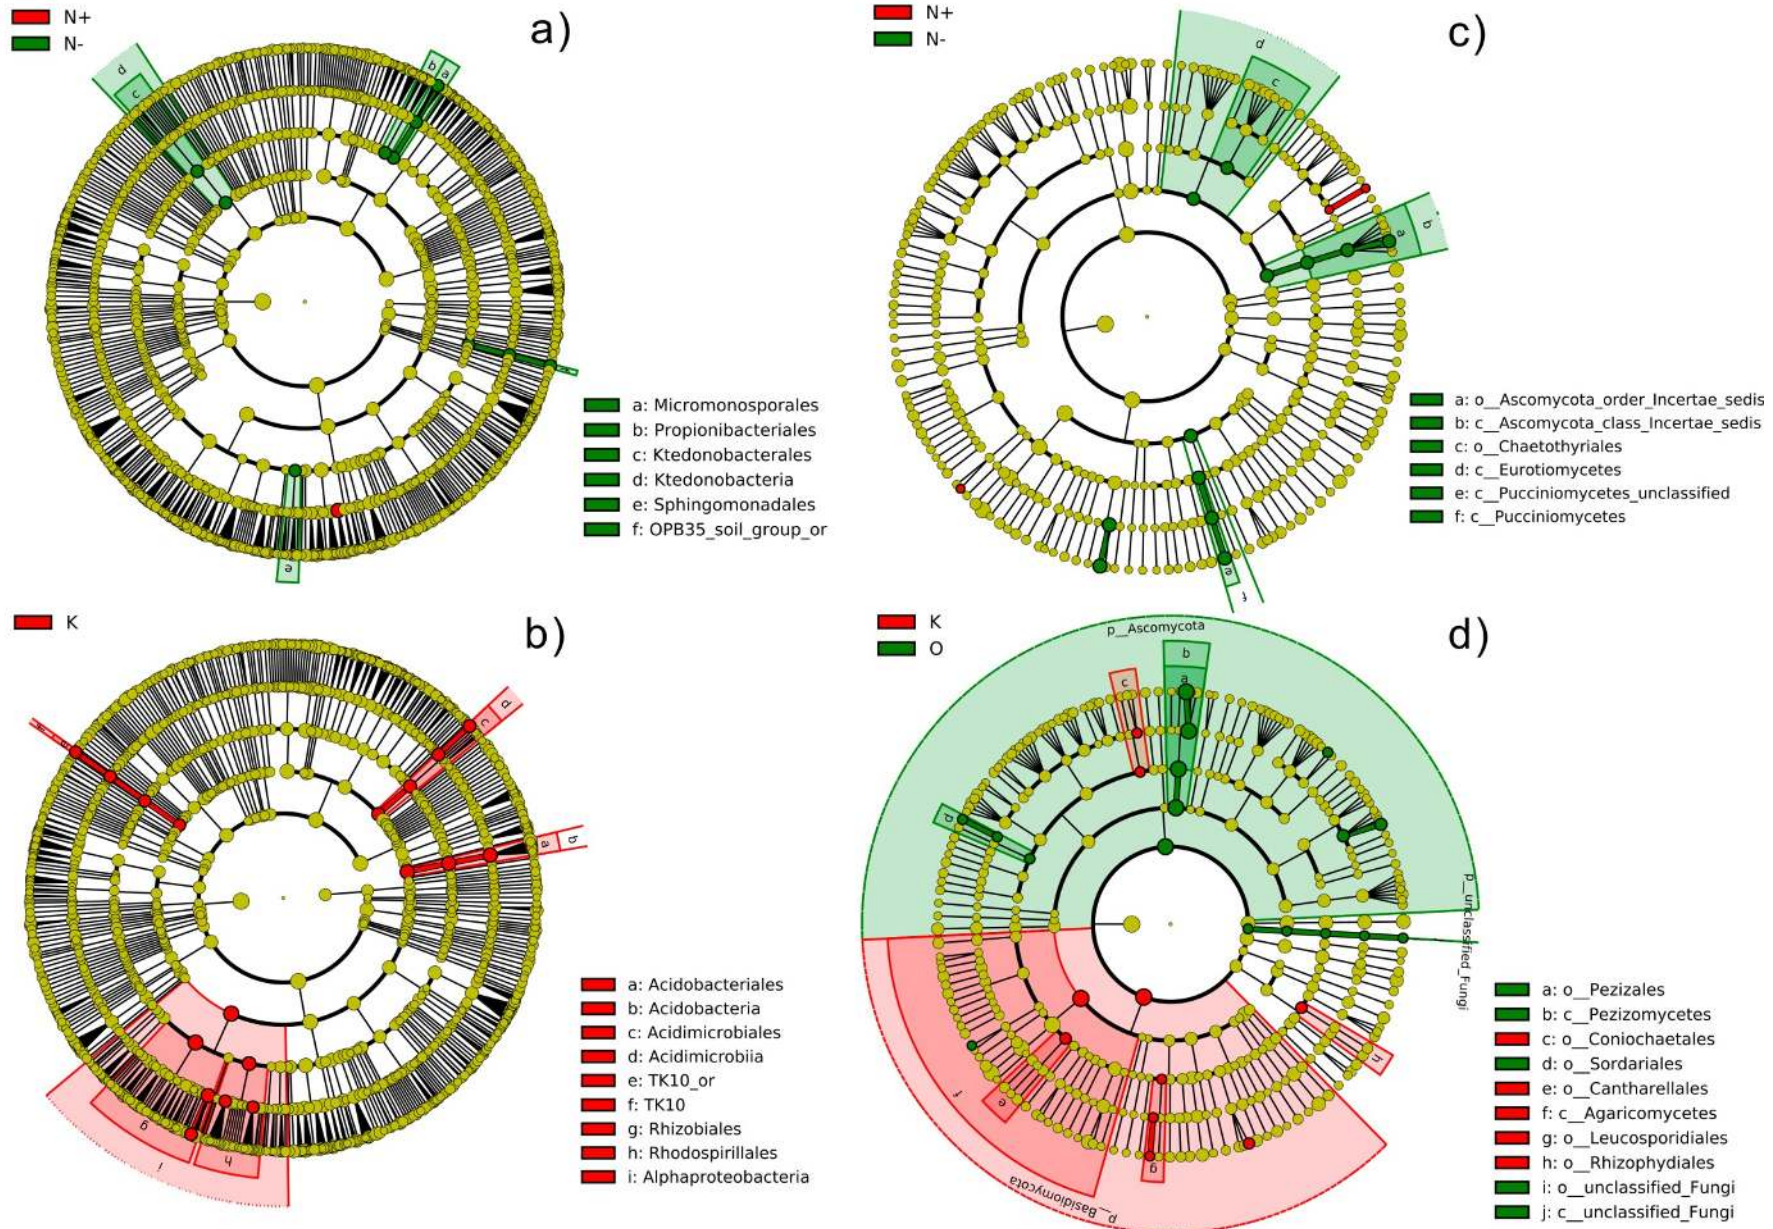 N+
N-
a)
d
c
b
a
e
a: Micromonosporales
b: Propionibacteriales
c: Ktedonobacterales
d: Ktedonobacteria
e: Sphingomonadales
f: OPB35_soil_group_or
N+
N-
c)
d
c
a
b
e
f
a: o__Ascomycota_order_Incertae_sedis
b: c__Ascomycota_class_Incertae_sedis
c: o__Chaetothyriales
d: c__Eurotiomycetes
e: c__Pucciniomycetes_unclassified
f: c__Pucciniomycetes
K
b)
c
d
a
b
g
h
i
a: Acidobacteriales
b: Acidobacteria
c: Acidimicrobiales
d: Acidimicrobiia
e: TK10_or
f: TK10
g: Rhizobiales
h: Rhodospirillales
i: Alphaproteobacteria
K
O
d)
p__Ascomycota
b
a
c
d
p__unclassified_Fungi
h
e
f
g
p__Basidiomycota
a: o__Pezizales
b: c__Pezizomycetes
c: o__Coniochaetales
d: o__Sordariales
e: o__Cantharellales
f: c__Agaricomycetes
g: o__Leucosporidiales
h: o__Rhizophydiales
i: o__unclassified_Fungi
j: c__unclassified_Fungi